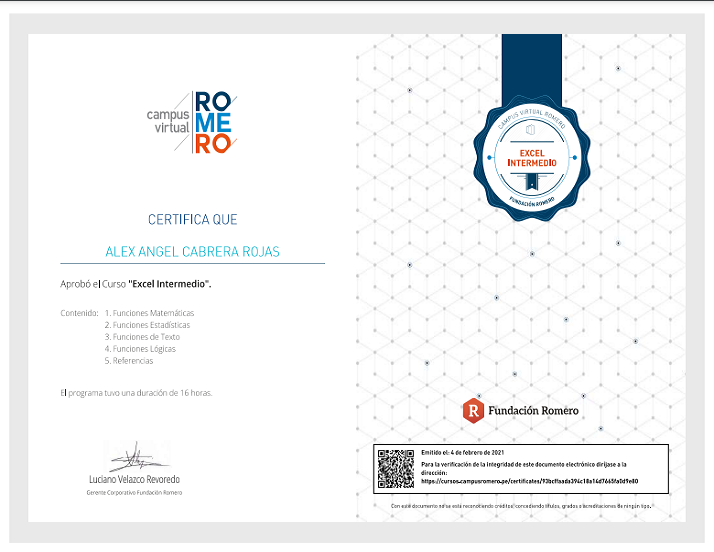 campus
virtual
RO
ME
RO
CERTIFICA QUE
ALEX ANGEL CABRERA ROJAS
Aprobó el Curso "Excel Intermedio".
Contenido: 1. Funciones Matemáticas
2. Funciones Estadísticas
3. Funciones de Texto
4. Funciones Lógicas
5. Referencias
El programa tuvo una duración de 16 horas.
Luciano Velazco Revoredo
Gerente Corporativo Fundación Romero
CAMPUS VIRTUAL ROMERO
EXCEL
INTERMEDIO
FUNDACIÓN ROMERO
R Fundación Romero
Emitido el: 4 de febrero de 2021
Para la verificación de la integridad de este documento electrónico diríjase a la
dirección:
https://cursos.campusromero.pe/certificates/
Con este documento no se está reconociendo créditos, concediendo títulos, grados o acreditaciones de ningún tipo.